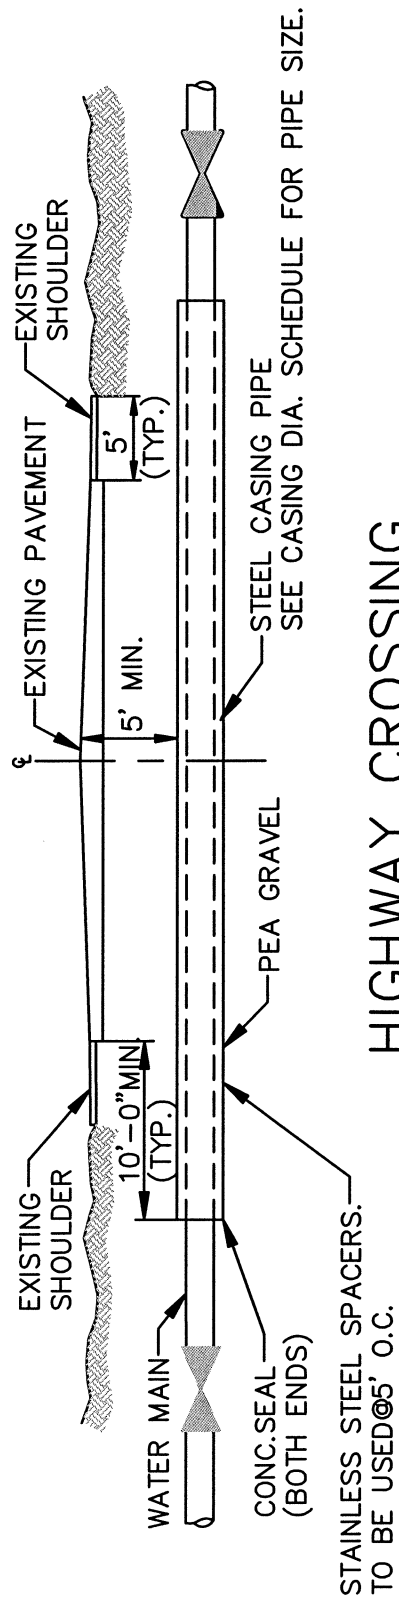 EXISTING
SHOULDER
℄
EXISTING PAVEMENT
EXISTING
SHOULDER
10'-0"MIN.
(TYP.)
5' MIN.
5'
(TYP.)
WATER MAIN
CONC.SEAL
(BOTH ENDS)
PEA GRAVEL
STEEL CASING PIPE
SEE CASING DIA. SCHEDULE FOR PIPE SIZE.
STAINLESS STEEL SPACERS.
TO BE USED@5' O.C.
HIGHWAY CROSSING